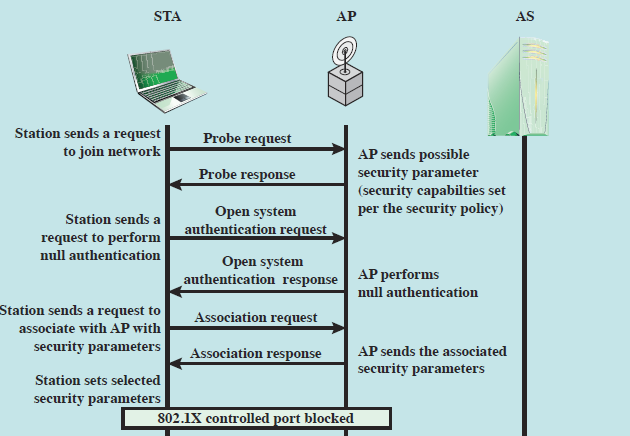 STA
AP
AS
Station sends a request
to join network
Probe request
AP sends possible
security parameter
(security capabilties set
per the security policy)
Probe response
Station sends a
request to perform
null authentication
Open system
authentication request
Open system
authentication response
AP performs
null authentication
Station sends a request to
associate with AP with
security parameters
Association request
Association response
AP sends the associated
security parameters
Station sets selected
security parameters
802.1X controlled port blocked